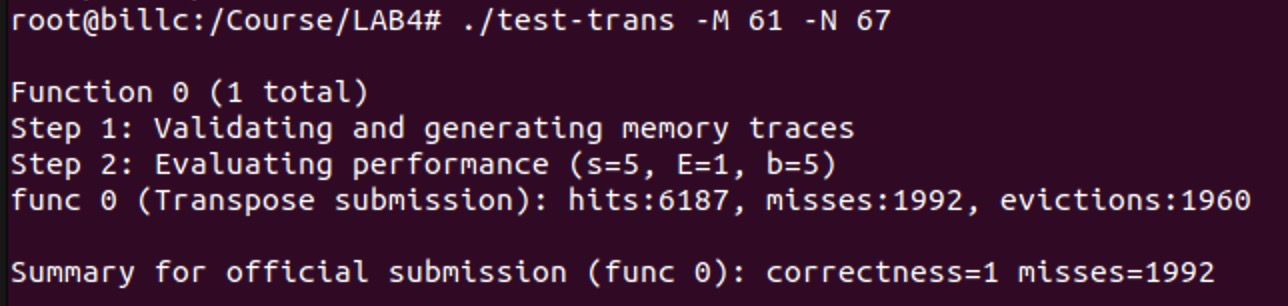 root@billc:/Course/LAB4# ./test-trans -M 61 -N 67
Function 0 (1 total)
Step 1: Validating and generating memory traces
Step 2: Evaluating performance (s=5, E=1, b=5)
func 0 (Transpose submission): hits:6187, misses:1992, evictions:1960
Summary for official submission (func 0): correctness=1 misses=1992